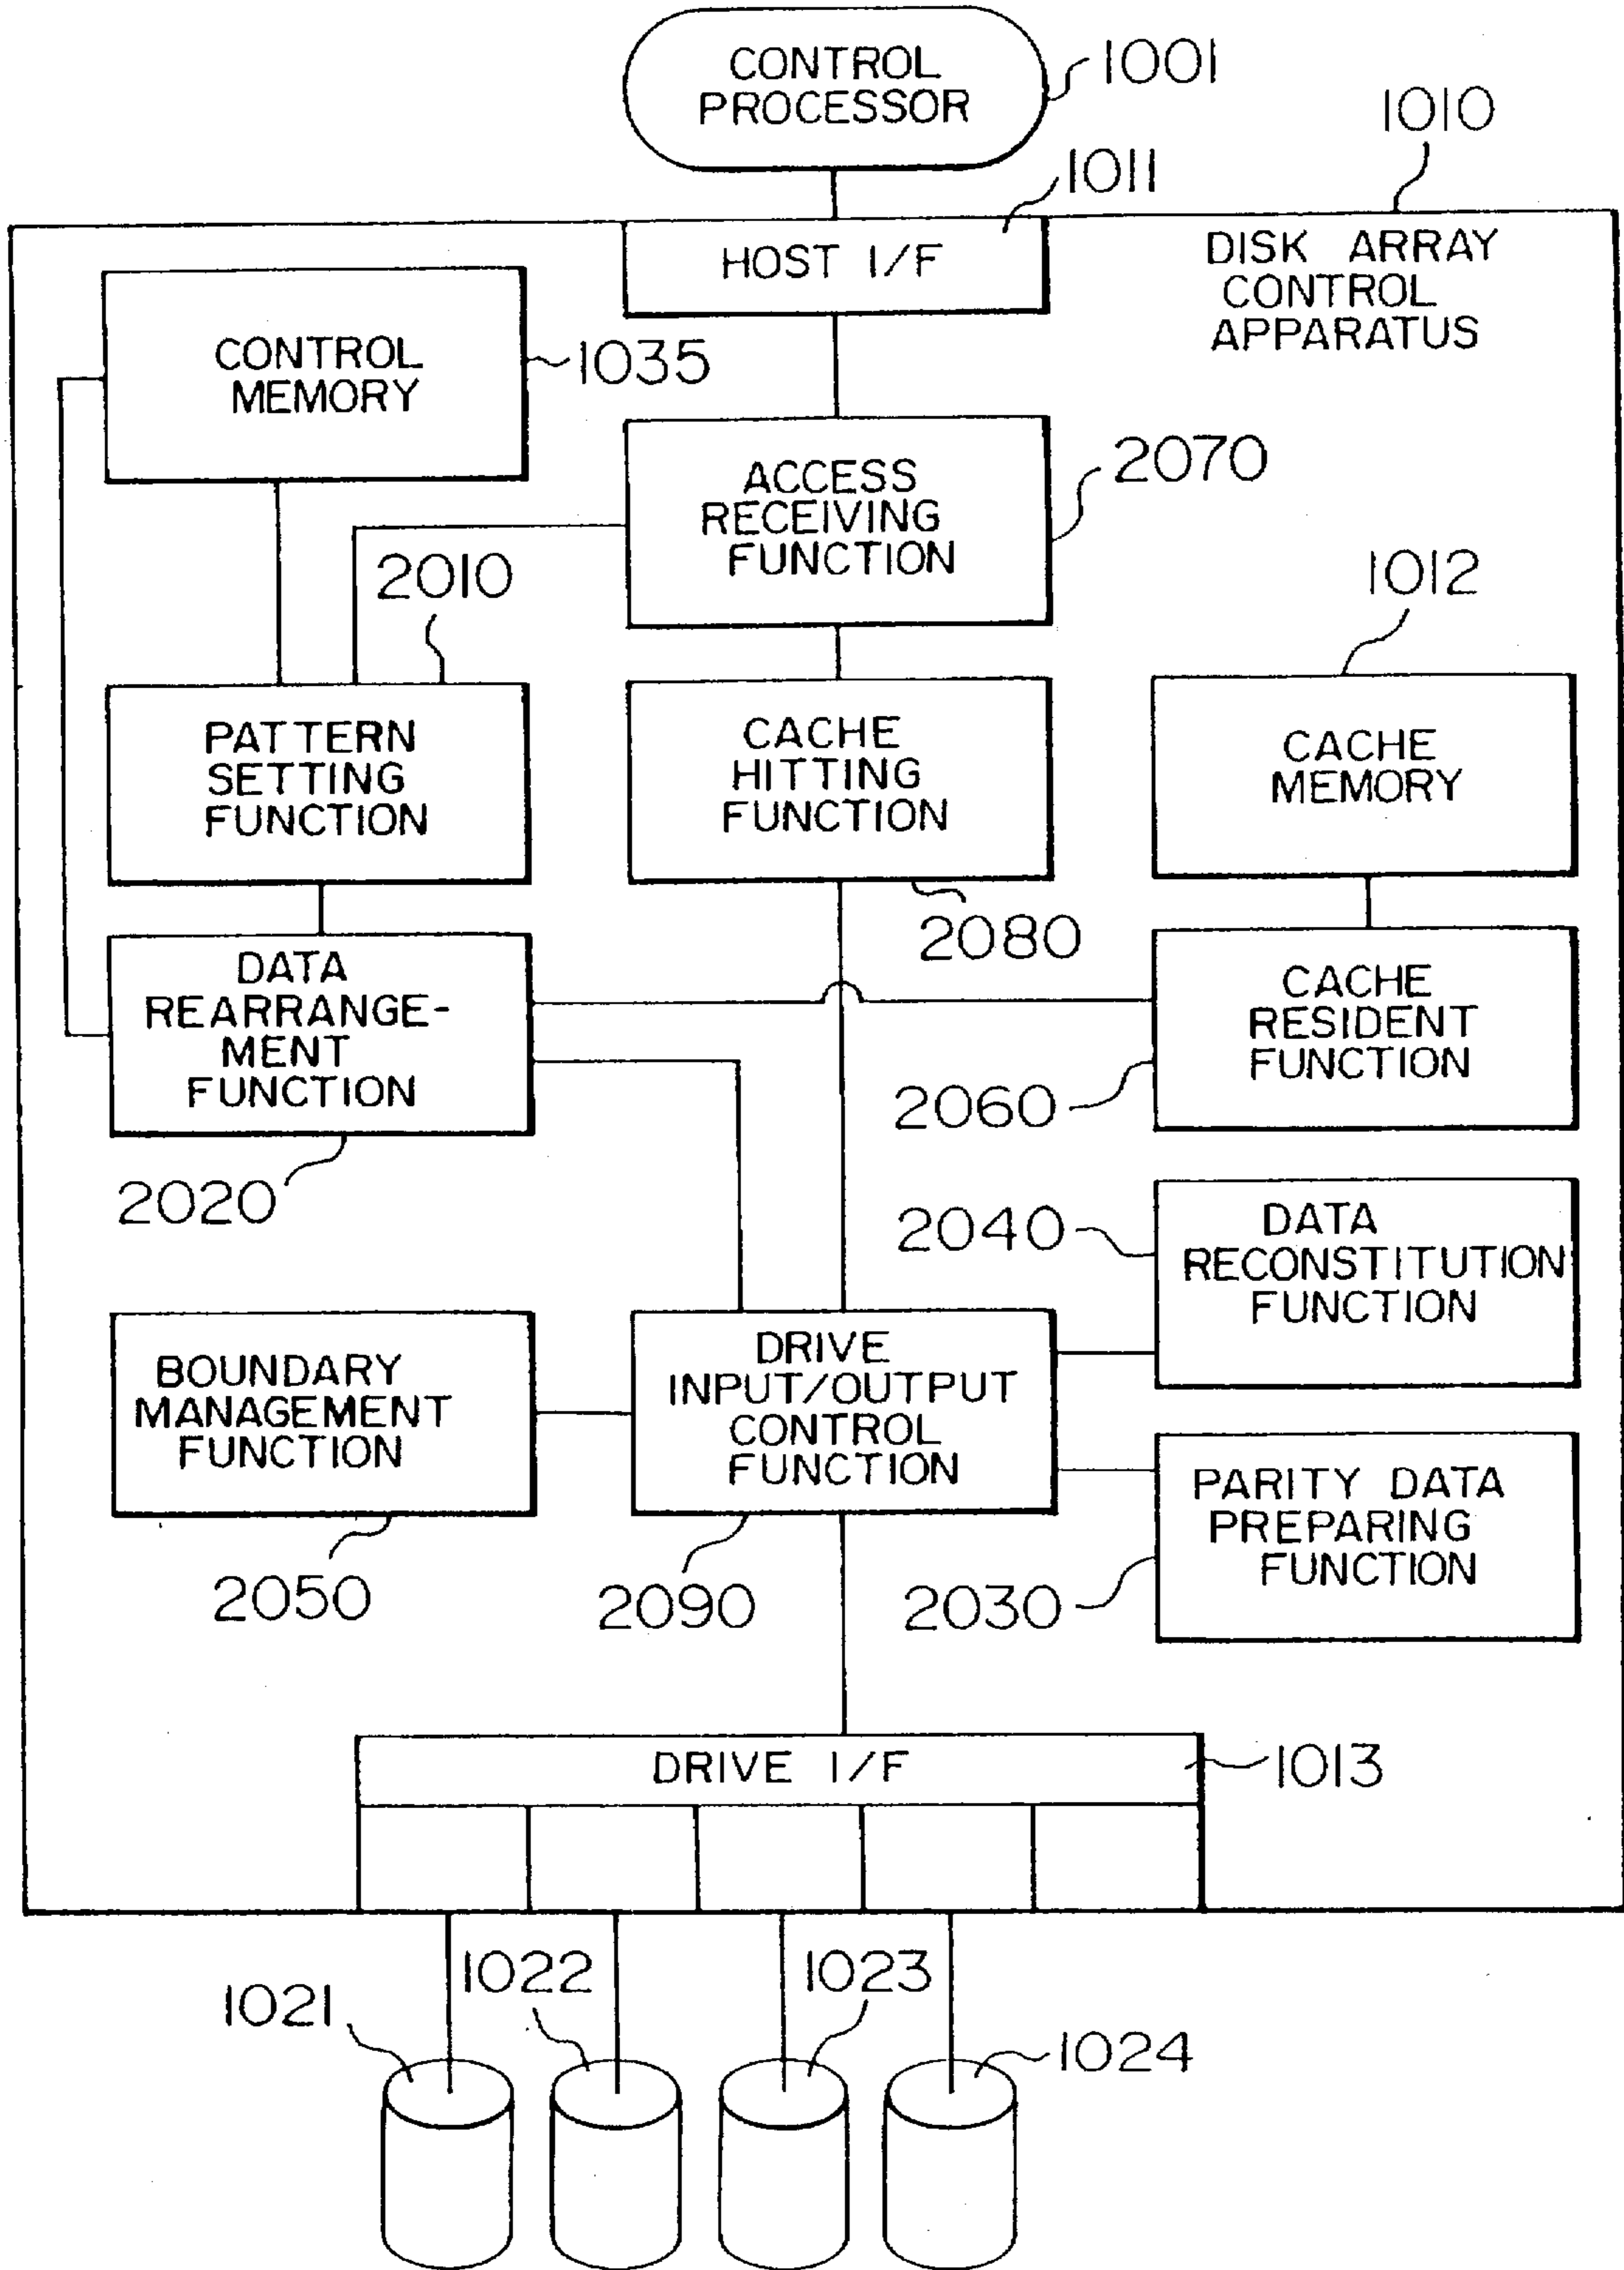 CONTROL
PROCESSOR
1001
1010
1011
HOST I/F
DISK ARRAY
CONTROL
APPARATUS
CONTROL
MEMORY
1035
ACCESS
RECEIVING
FUNCTION
2070
2010
1012
PATTERN
SETTING
FUNCTION
CACHE
HITTING
FUNCTION
CACHE
MEMORY
2080
DATA
REARRANGE-
MENT
FUNCTION
CACHE
RESIDENT
FUNCTION
2060
2020
2040
DATA
RECONSTITUTION
FUNCTION
BOUNDARY
MANAGEMENT
FUNCTION
DRIVE
INPUT/OUTPUT
CONTROL
FUNCTION
PARITY DATA
PREPARING
FUNCTION
2050
2090
2030
DRIVE I/F
1013
1021
1022
1023
1024